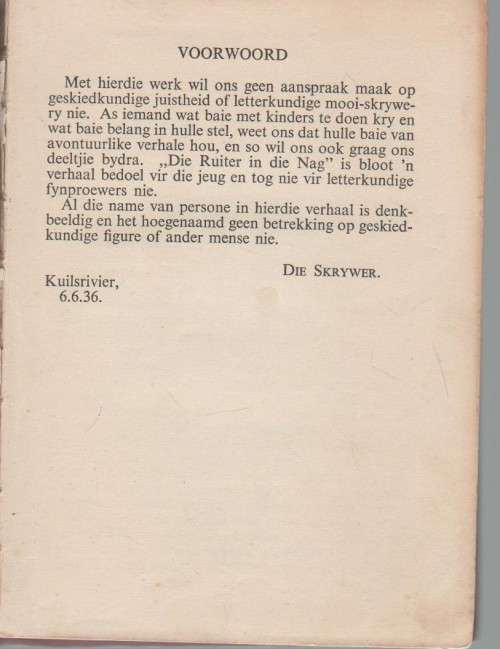 VOORWOORD
Met hierdie werk wil ons geen aanspraak maak op
geskiedkundige juistheid of letterkundige mooi-skrywe-
ry nie. As iemand wat baie met kinders te doen kry en
wat baie belang in hulle stel, weet ons dat hulle baie van
avontuurlike verhale hou, en so wil ons ook graag ons
deeltjie bydra. „Die Ruiter in die Nag” is bloot 'n
verhaal bedoel vir die jeug en tog nie vir letterkundige
fynproewers nie.
Al die name van persone in hierdie verhaal is denk-
beeldig en het hoegenaamd geen betrekking op geskied-
kundige figure of ander mense nie.
DIE SKRYWER.
Kuilsrivier,
6.6.36.